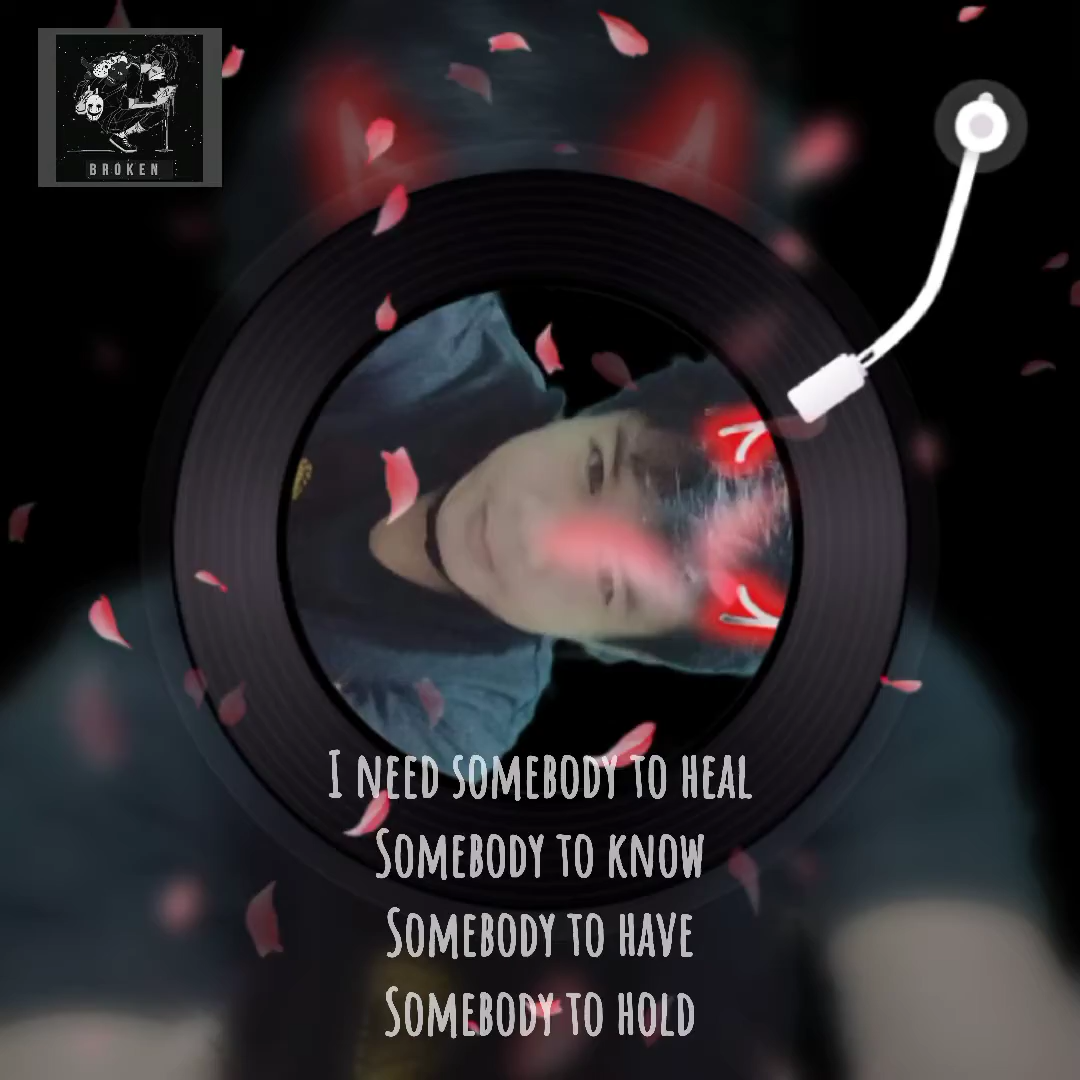 BROKEN
I NEED SOMEBODY TO HEAL
SOMEBODY TO KNOW
SOMEBODY TO HAVE
SOMEBODY TO HOLD